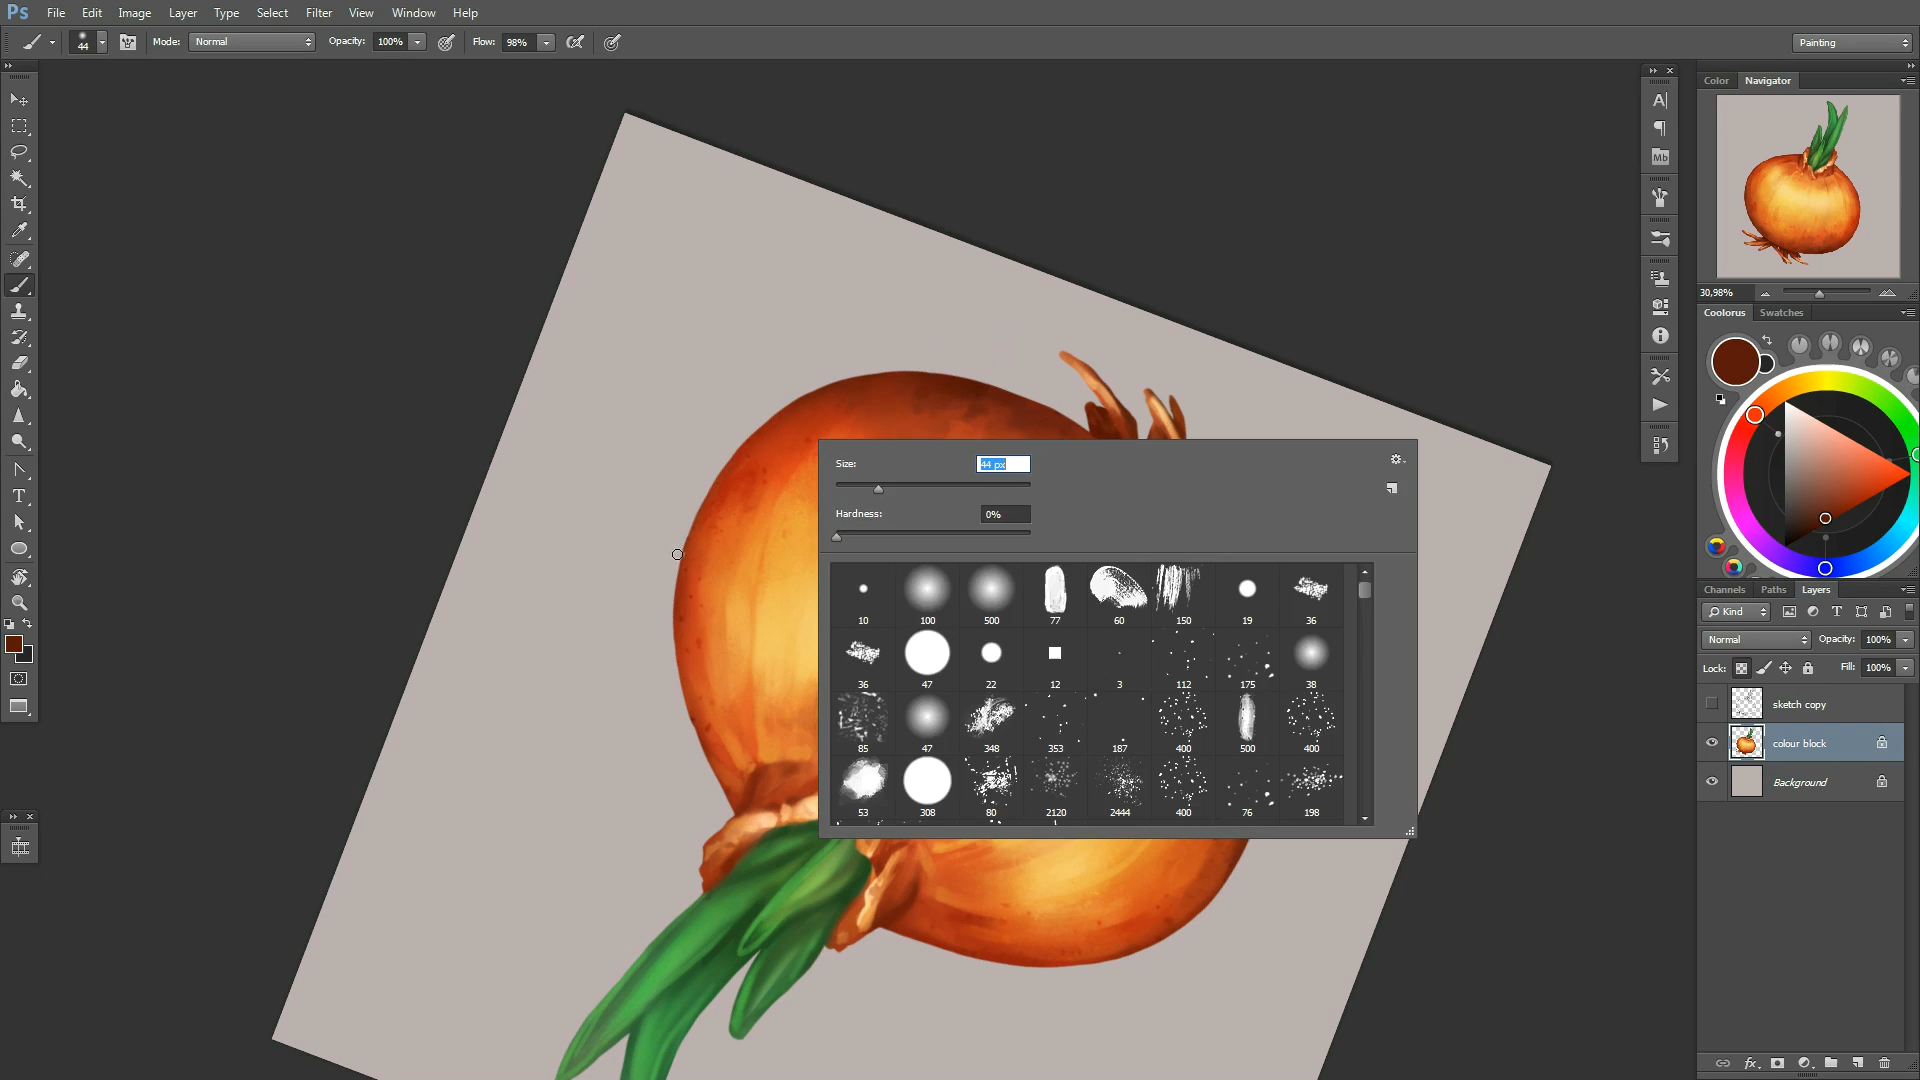 Ps File Edit Image Layer Type Select Filter View Window Help
44 Mode: Normal Opacity: 100% Flow: 98% Painting
Color Navigator
A
Mb
30,98%
Coolorus Swatches
Size: 44 px
Hardness: 0%
10 100 500 77 60 150 19 36
36 47 22 12 3 112 175 38
85 47 348 353 187 400 500 400
53 308 80 2120 2444 400 76 198
T
Channels Paths Layers
Kind T
Normal Opacity: 100%
Lock: Fill: 100%
sketch copy
colour block
Background
fx